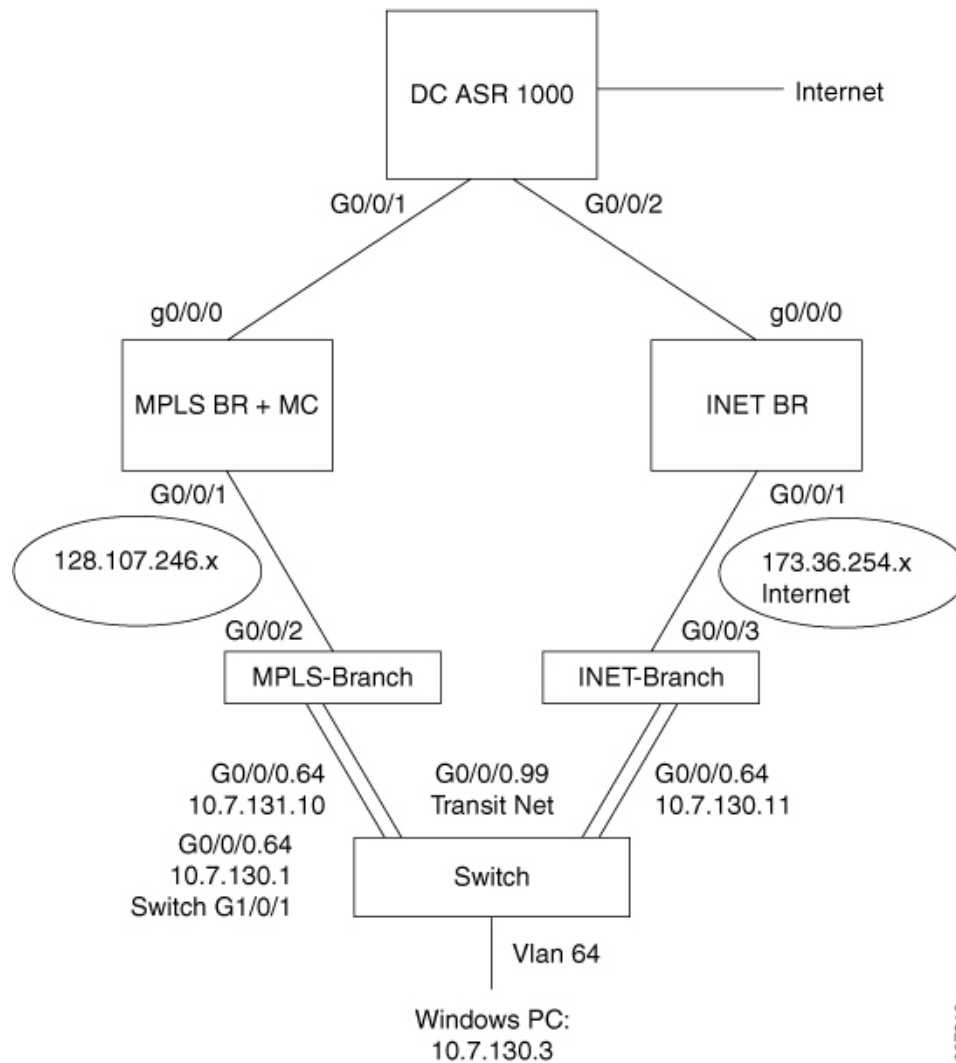 DC ASR 1000
Internet
G0/0/1
G0/0/2
g0/0/0
g0/0/0
MPLS BR + MC
INET BR
G0/0/1
G0/0/1
128.107.246.x
173.36.254.x
Internet
G0/0/2
G0/0/3
MPLS-Branch
INET-Branch
G0/0/0.64
10.7.131.10
G0/0/0.99
Transit Net
G0/0/0.64
10.7.130.11
G0/0/0.64
10.7.130.1
Switch G1/0/1
Switch
Vlan 64
Windows PC:
10.7.130.3